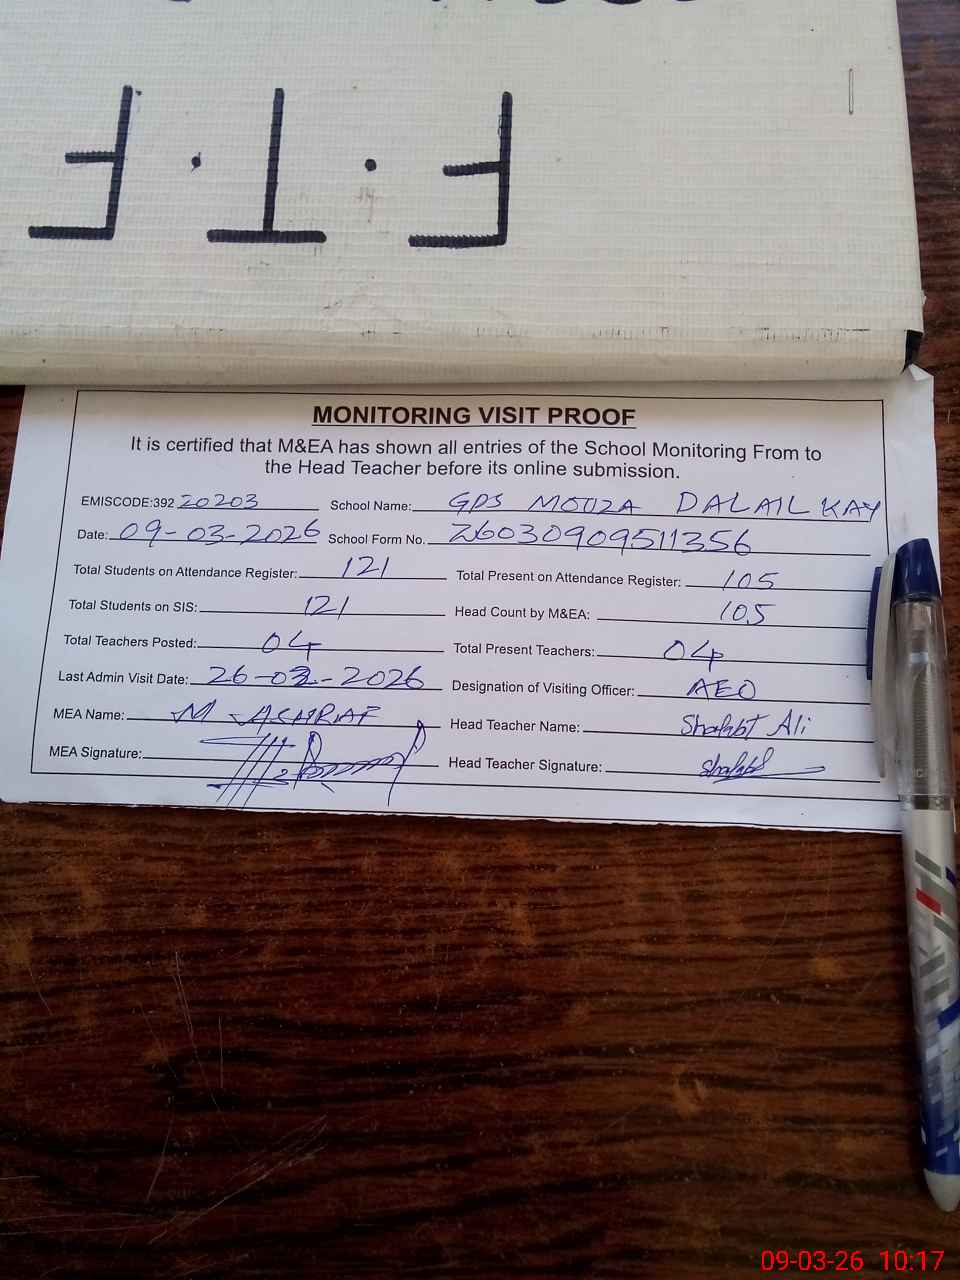 F.T.F
MONITORING VISIT PROOF
It is certified that M&EA has shown all entries of the School Monitoring From to
the Head Teacher before its online submission.
EMISCODE:392 20203 School Name: GPS MOUZA DALAIL KAY
Date: 09-03-2026 School Form No. 26030909511356
Total Students on Attendance Register: 121 Total Present on Attendance Register: 105
Total Students on SIS: 121 Head Count by M&EA: 105
Total Teachers Posted: 04 Total Present Teachers: 04
Last Admin Visit Date: 26-02-2026 Designation of Visiting Officer: AEO
MEA Name: M ASHRAF Head Teacher Name: Ali
MEA Signature: Head Teacher Signature:
09-03-26 10:17